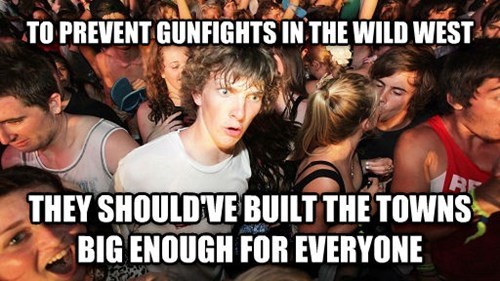 TO PREVENT GUNFIGHTS IN THE WILD WEST
THEY SHOULD'VE BUILT THE TOWNS
BIG ENOUGH FOR EVERYONE